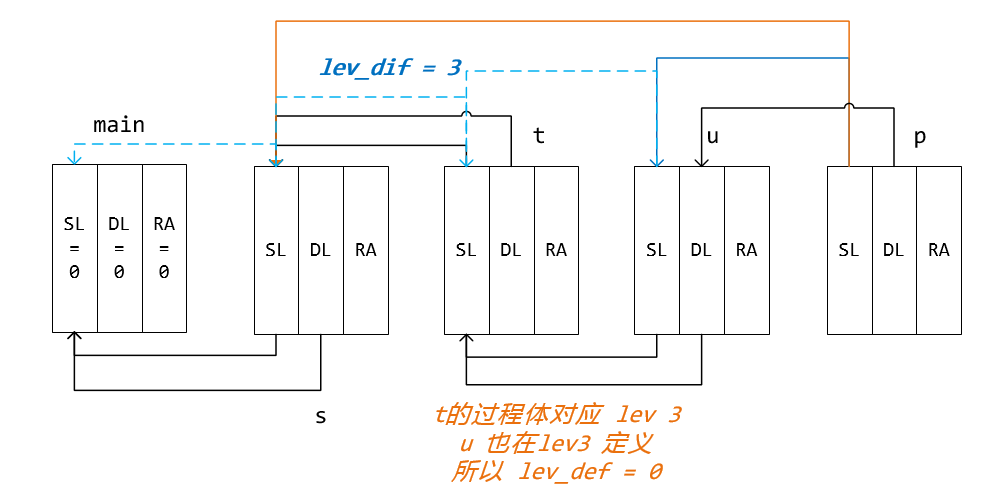 lev_dif = 3
main
t
u
p
SL
=
0
DL
=
0
RA
=
0
SL
DL
RA
SL
DL
RA
SL
DL
RA
SL
DL
RA
s
t的过程体对应 lev 3
u 也在lev3 定义
所以 lev_def = 0